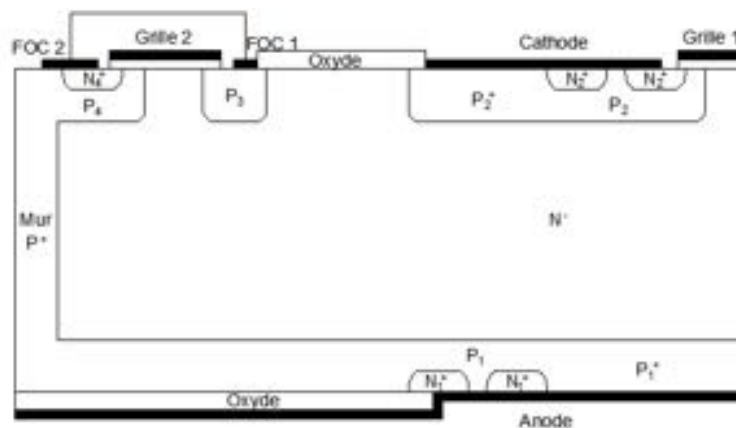 Grille 2
FOC 2
FOC 1
Oxyde
Cathode
Grille 1
N₄⁺
P₄
P₃
P₂⁺
N₂⁺
P₂
N₂⁺
Mur
P⁺
N⁻
P₁
N₁⁺
N₁⁺
P₁⁺
Oxyde
Anode